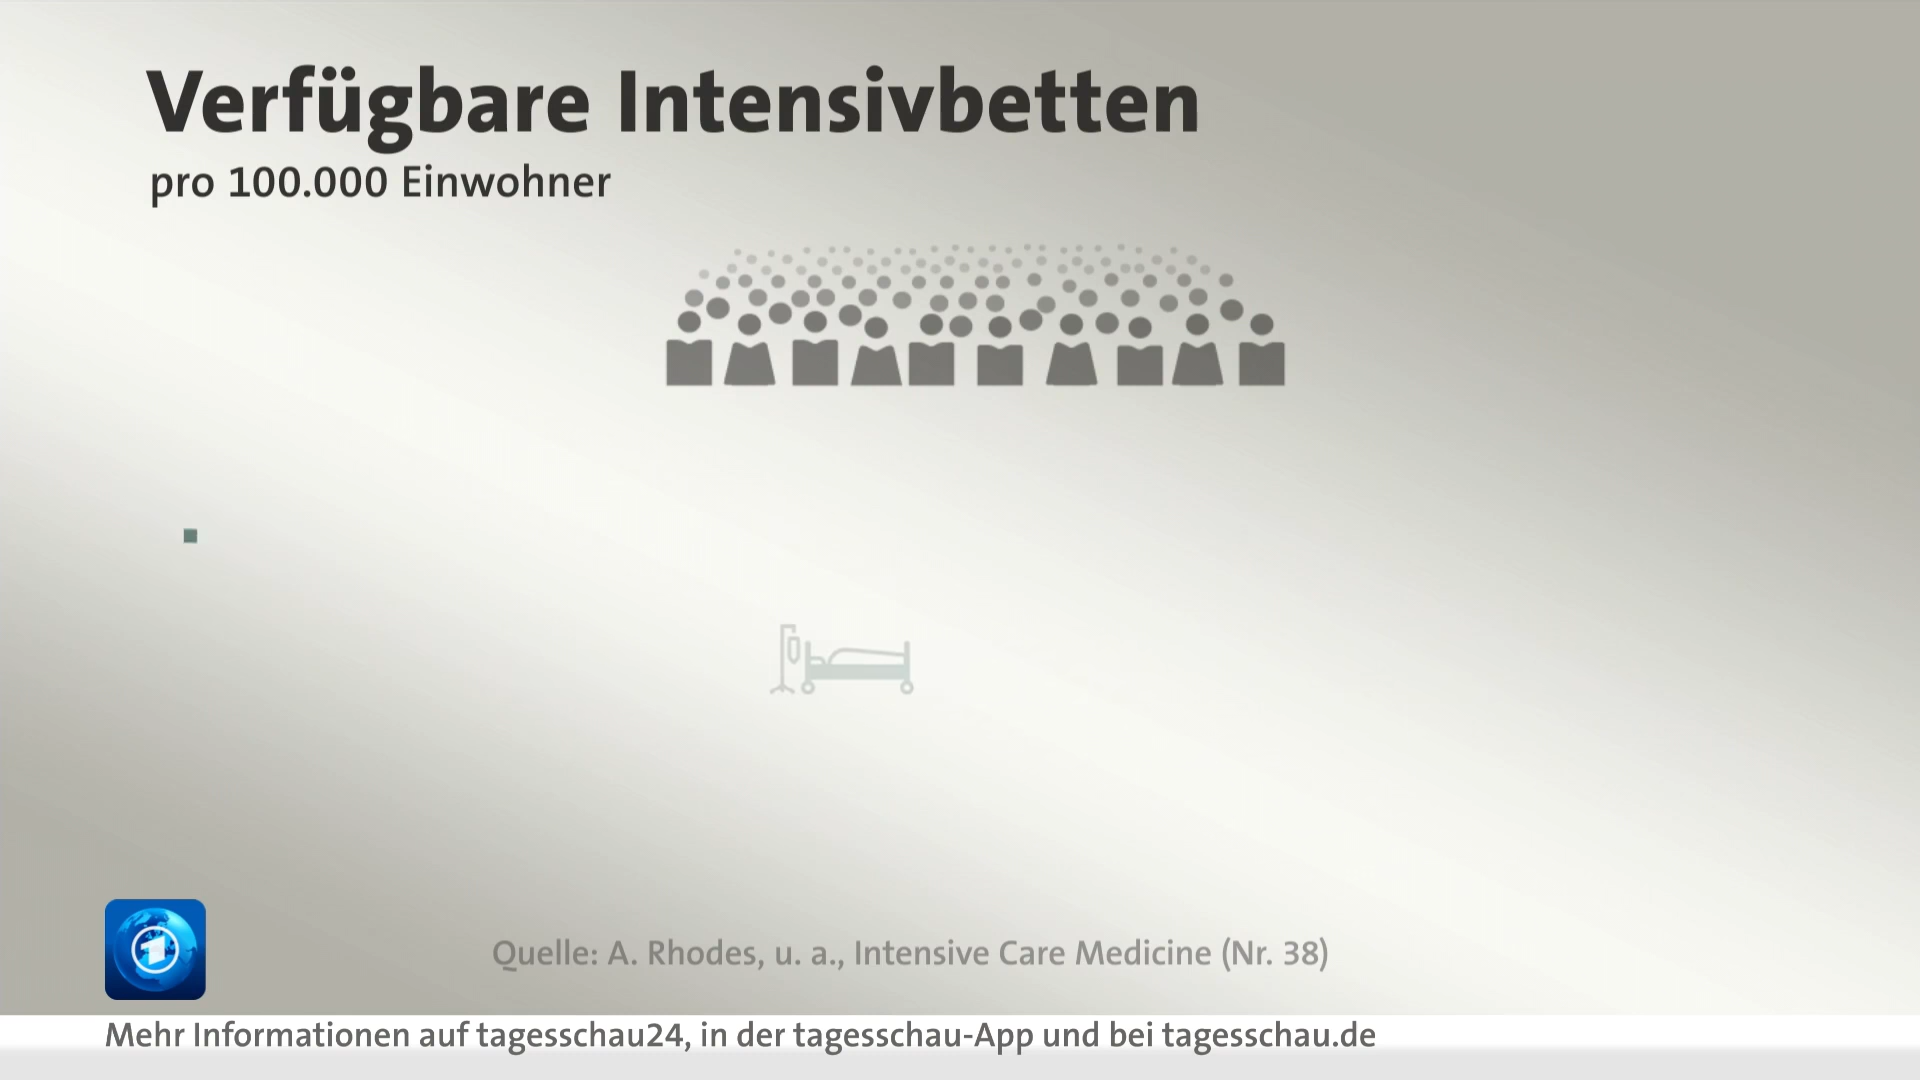 Verfügbare Intensivbetten
pro 100.000 Einwohner
Quelle: A. Rhodes, u. a., Intensive Care Medicine (Nr. 38)
Mehr Informationen auf tagesschau24, in der tagesschau-App und bei tagesschau.de